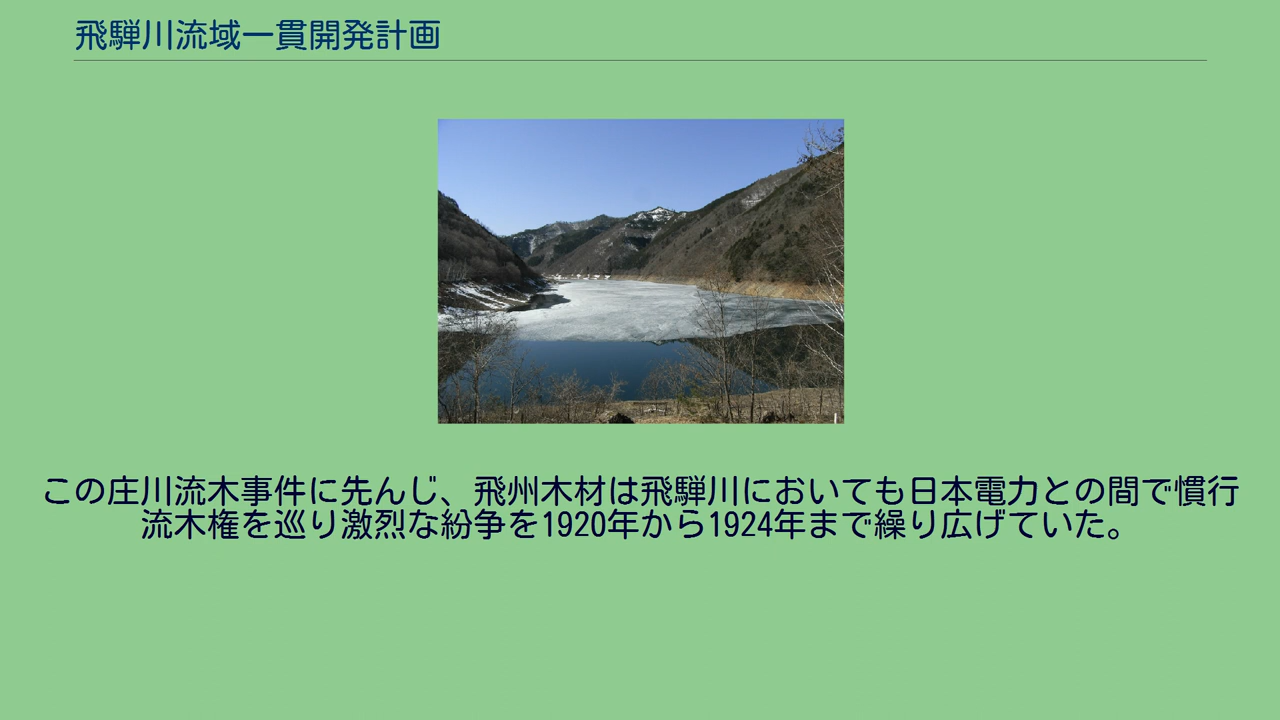 飛騨川流域一貫開発計画
この庄川流木事件に先んじ、飛州木材は飛騨川においても日本電力との間で慣行
流木権を巡り激烈な紛争を1920年から1924年まで繰り広げていた。